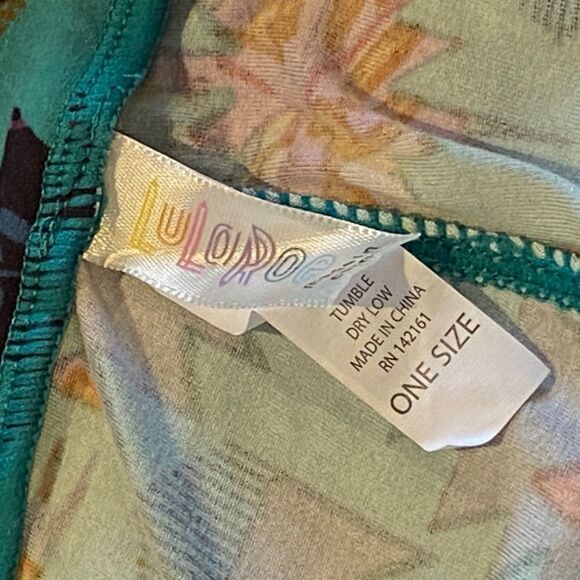 LuLaRoe
TUMBLE
DRY LOW
MADE IN CHINA
RN 142161
ONE SIZE